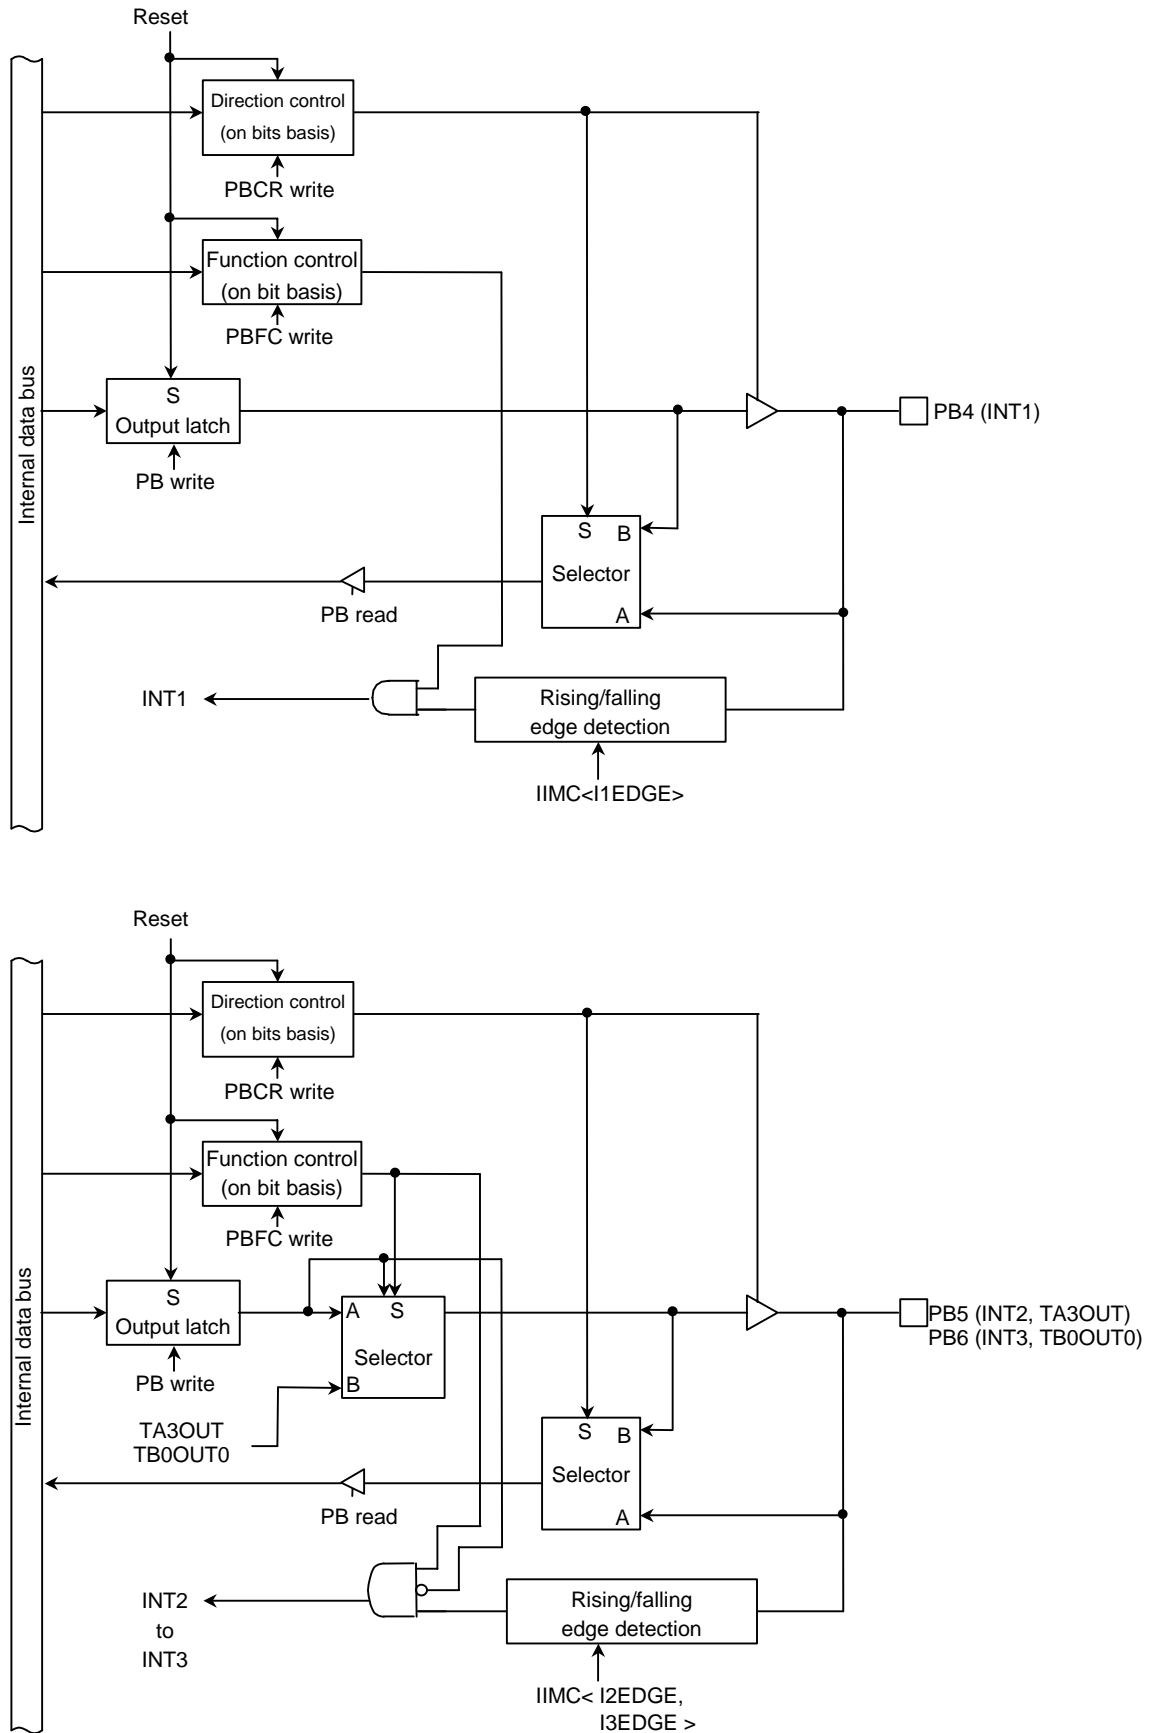 Reset
Direction control
(on bits basis)
PBCR write
Function control
(on bit basis)
PBFC write
Internal data bus
S
Output latch
PB write
PB4 (INT1)
S
B
Selector
A
PB read
INT1
Rising/falling
edge detection
IIMC<I1EDGE>
Reset
Direction control
(on bits basis)
PBCR write
Function control
(on bit basis)
PBFC write
Internal data bus
S
Output latch
PB write
A
S
Selector
B
TA3OUT
TB0OUT0
PB5 (INT2, TA3OUT)
PB6 (INT3, TB0OUT0)
S
B
Selector
A
PB read
INT2
to
INT3
Rising/falling
edge detection
IIMC< I2EDGE,
I3EDGE >